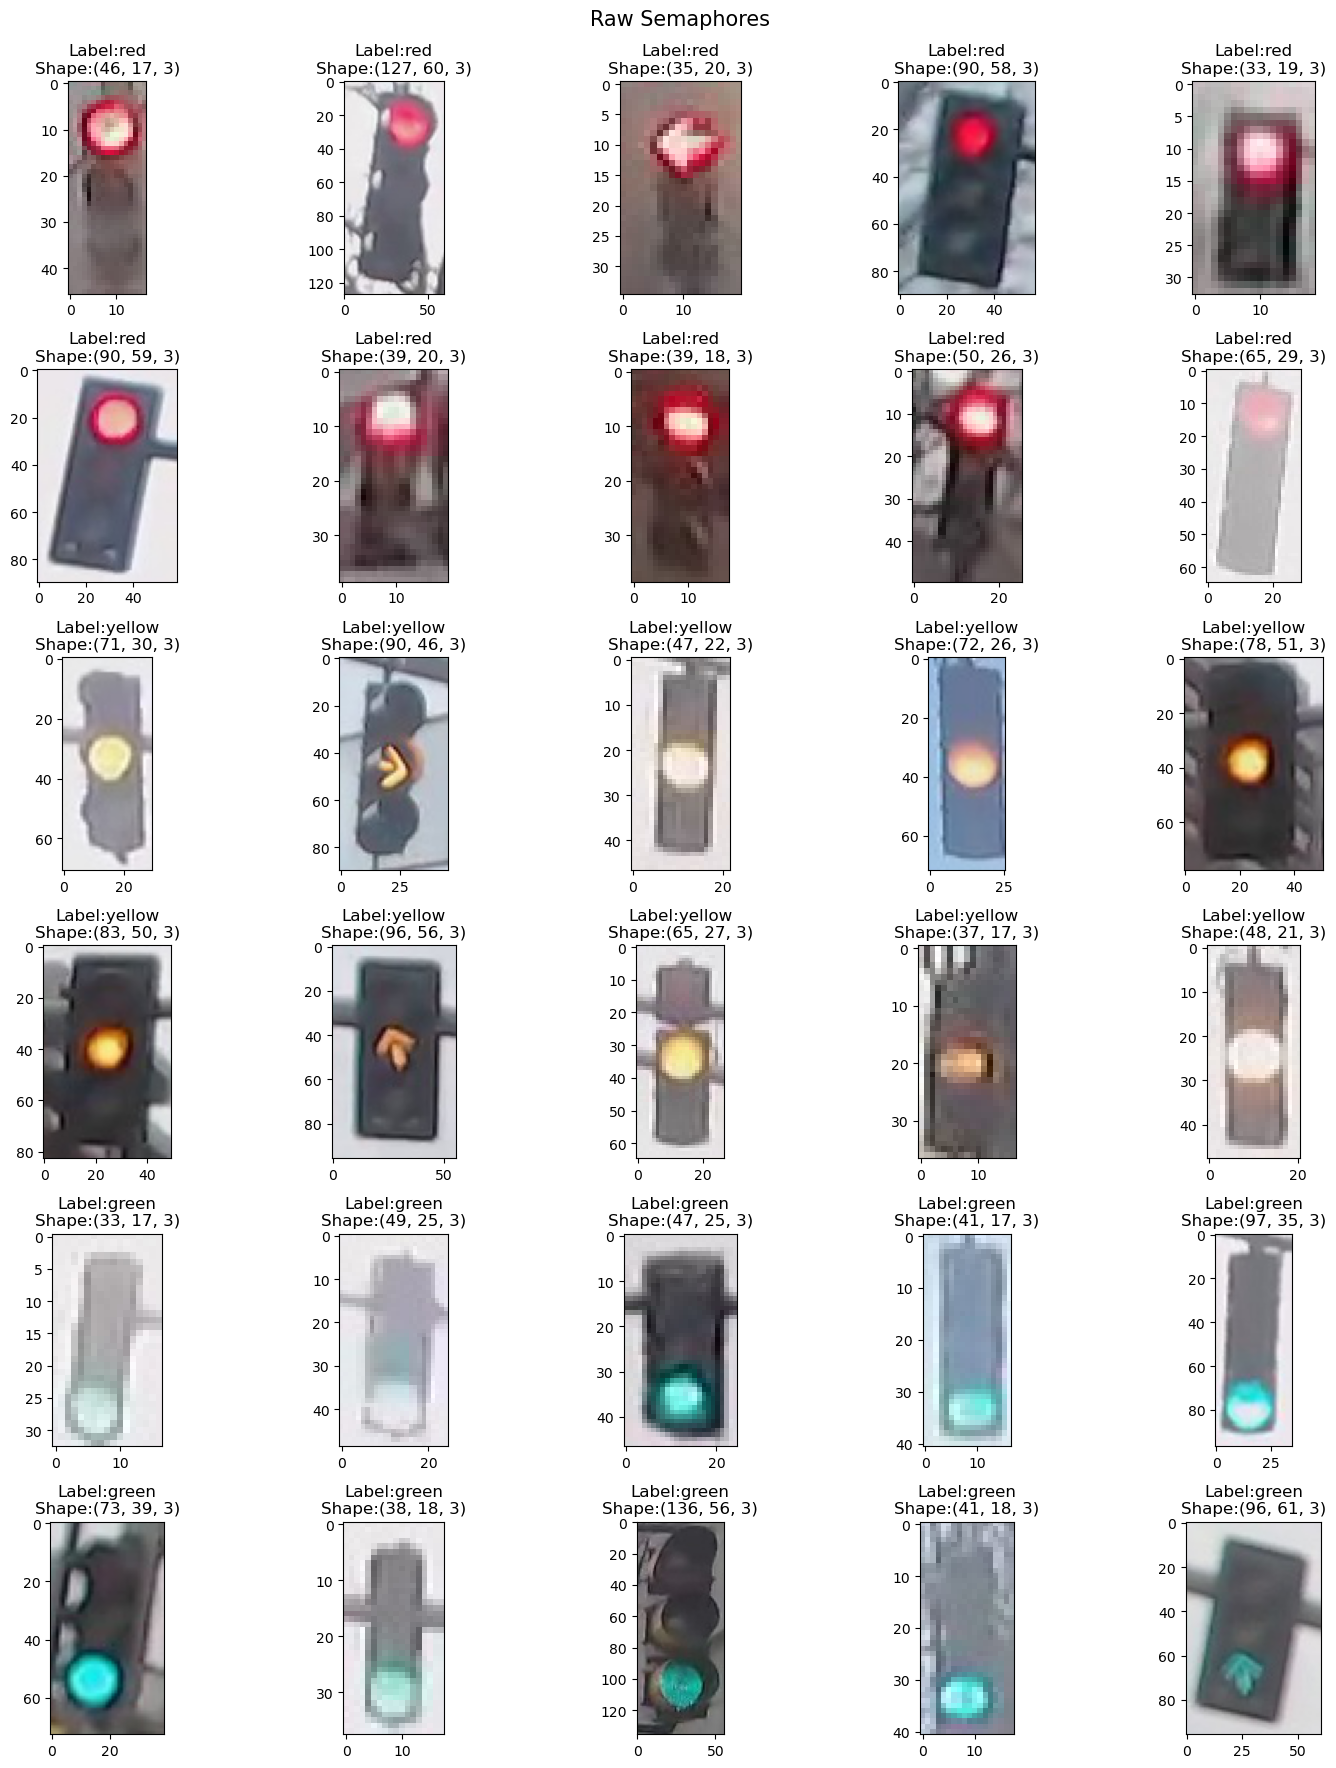 Raw Semaphores
Label:red
Shape:(46, 17, 3)
0 10 20 30 40
0 10
Label:red
Shape:(127, 60, 3)
0 20 40 60 80 100 120
0 50
Label:red
Shape:(35, 20, 3)
0 5 10 15 20 25 30
0 10
Label:red
Shape:(90, 58, 3)
0 20 40 60 80
0 20 40
Label:red
Shape:(33, 19, 3)
0 5 10 15 20 25 30
0 10
Label:red
Shape:(90, 59, 3)
0 20 40 60 80
0 20 40
Label:red
Shape:(39, 20, 3)
0 10 20 30
0 10
Label:red
Shape:(39, 18, 3)
0 10 20 30
0 10
Label:red
Shape:(50, 26, 3)
0 10 20 30 40
0 20
Label:red
Shape:(65, 29, 3)
0 10 20 30 40 50 60
0 20
Label:yellow
Shape:(71, 30, 3)
0 20 40 60
0 20
Label:yellow
Shape:(90, 46, 3)
0 20 40 60 80
0 25
Label:yellow
Shape:(47, 22, 3)
0 10 20 30 40
0 20
Label:yellow
Shape:(72, 26, 3)
0 20 40 60
0 25
Label:yellow
Shape:(78, 51, 3)
0 20 40 60
0 20 40
Label:yellow
Shape:(83, 50, 3)
0 20 40 60 80
0 20 40
Label:yellow
Shape:(96, 56, 3)
0 20 40 60 80
0 50
Label:yellow
Shape:(65, 27, 3)
0 10 20 30 40 50 60
0 20
Label:yellow
Shape:(37, 17, 3)
0 10 20 30
0 10
Label:yellow
Shape:(48, 21, 3)
0 10 20 30 40
0 20
Label:green
Shape:(33, 17, 3)
0 5 10 15 20 25 30
0 10
Label:green
Shape:(49, 25, 3)
0 10 20 30 40
0 20
Label:green
Shape:(47, 25, 3)
0 10 20 30 40
0 20
Label:green
Shape:(41, 17, 3)
0 10 20 30 40
0 10
Label:green
Shape:(97, 35, 3)
0 20 40 60 80
0 25
Label:green
Shape:(73, 39, 3)
0 20 40 60
0 20
Label:green
Shape:(38, 18, 3)
0 10 20 30
0 10
Label:green
Shape:(136, 56, 3)
0 20 40 60 80 100 120
0 50
Label:green
Shape:(41, 18, 3)
0 10 20 30 40
0 10
Label:green
Shape:(96, 61, 3)
0 20 40 60 80
0 25 50